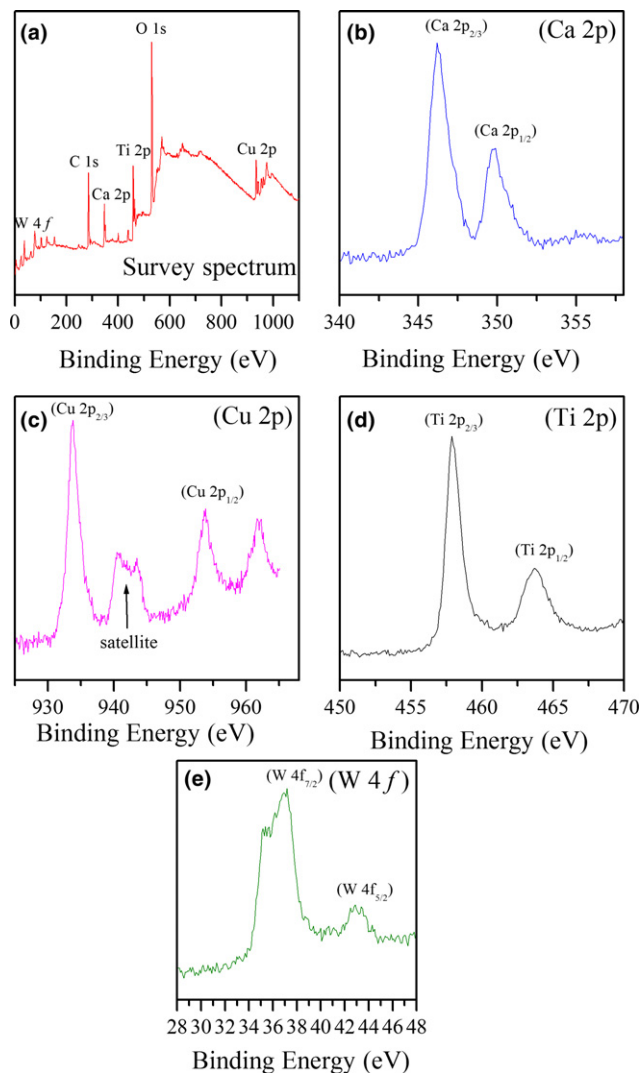 (a)
O 1s
C 1s
Ti 2p
Ca 2p
Cu 2p
W 4f
Survey spectrum
0 200 400 600 800 1000
Binding Energy (eV)
(b)
(Ca 2p)
(Ca 2p2/3)
(Ca 2p1/2)
340 345 350 355
Binding Energy (eV)
(c)
(Cu 2p)
(Cu 2p2/3)
(Cu 2p1/2)
satellite
930 940 950 960
Binding Energy (eV)
(d)
(Ti 2p)
(Ti 2p2/3)
(Ti 2p1/2)
450 455 460 465 470
Binding Energy (eV)
(e)
(W 4f)
(W 4f7/2)
(W 4f5/2)
28 30 32 34 36 38 40 42 44 46 48
Binding Energy (eV)